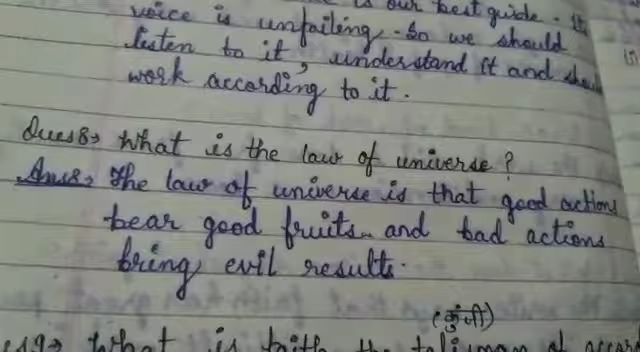 is our best guide. It
voice is unfailing. So we should
listen to it, understand it and
work according to it.
Ques8→ What is the law of universe?
Ans8→ The law of universe is that good actions
bear good fruits and bad actions
bring evil results.
(कुंजी)
What is faith the talisman of